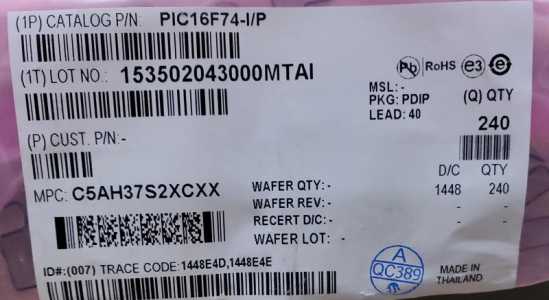 (1P) CATALOG P/N: PIC16F74-I/P
Pb RoHS e3 e
(1T) LOT NO.: 153502043000MTAI
MSL: -
PKG: PDIP (Q) QTY
LEAD: 40 240
(P) CUST. P/N:-
D/C QTY
MPC: C5AH37S2XCXX WAFER QTY: - 1448 240
WAFER REV: -
RECERT D/C: -
WAFER LOT: -
A
QC389
M
ID#:(007) TRACE CODE:1448E4D,1448E4E
MADE IN
THAILAND